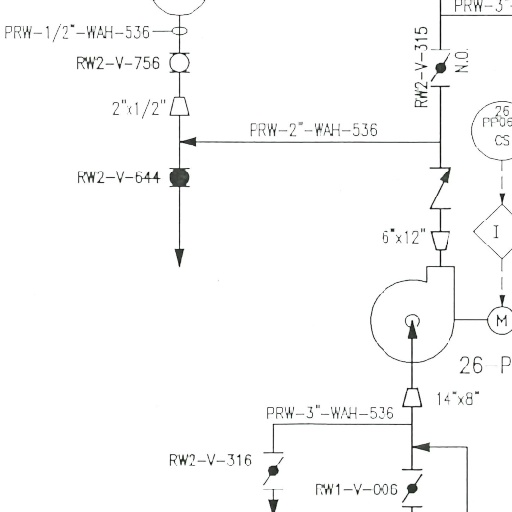 PRW-3"-
PRW-1/2"-WAH-536
RW2-V-315
N.O.
RW2-V-756
2"x1/2"
26
CS
PRW-2"-WAH-536
RW2-V-644
6"x12"
I
M
26 P
14"x8"
PRW-3"-WAH-536
RW2-V-316
RW1-V-006